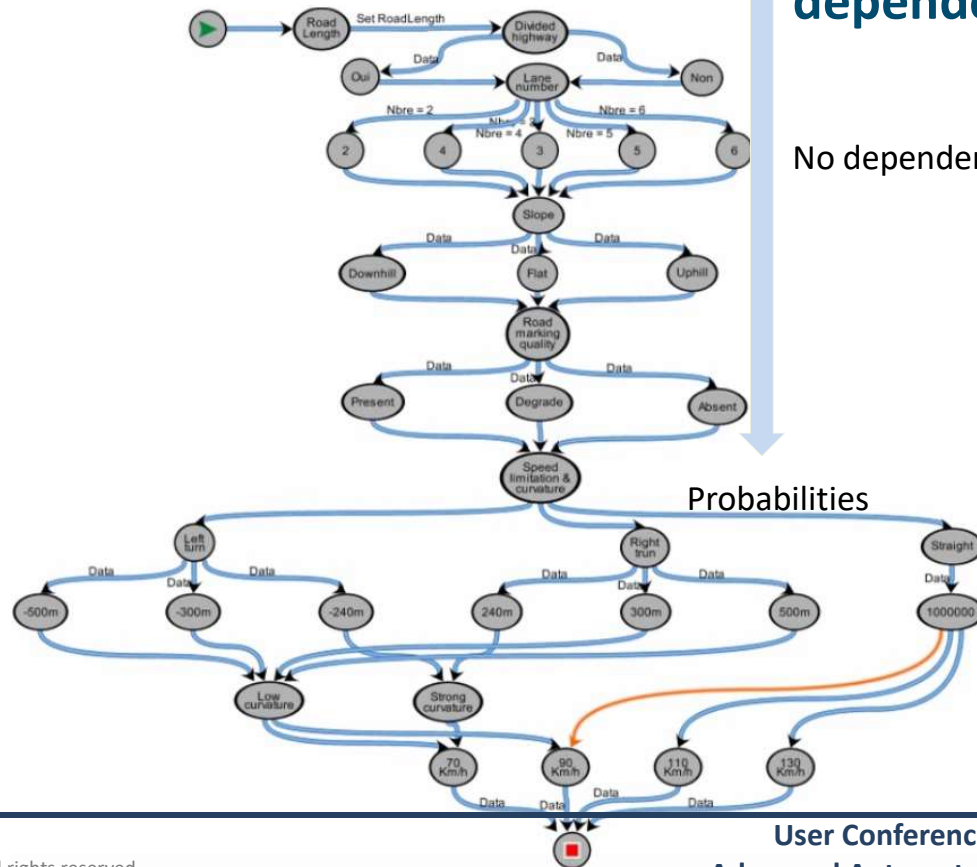 depende
No depender
Probabilities
Road
Length
Set RoadLength
Divided
highway
Data
Data
Oui
Lane
number
Non
Nbre = 2
Nbre = 4
Nbre = 5
Nbre = 6
2
4
3
5
6
Slope
Data
Data
Data
Downhill
Flat
Uphill
Road
marking
quality
Data
Data
Data
Present
Degrade
Absent
Speed
limitation &
curvature
Left
turn
Right
trun
Straight
Data
Data
Data
Data
Data
Data
Data
-500m
-300m
-240m
240m
300m
500m
1000000
Low
curvature
Strong
curvature
70
Km/h
90
Km/h
110
Km/h
130
Km/h
Data
Data
Data
Data
User Conference